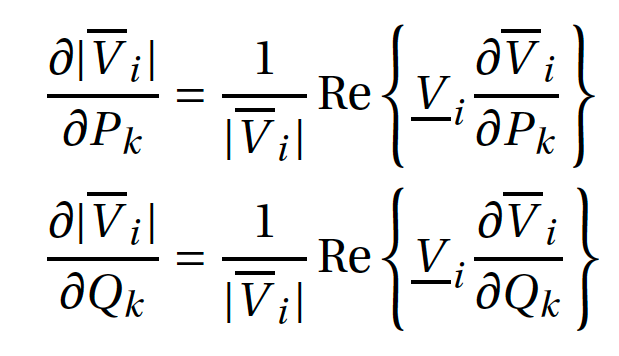 ∂|V̅ᵢ|/∂Pₖ = 1/|V̅ᵢ| Re { V̲ᵢ ∂V̅ᵢ/∂Pₖ }
∂|V̅ᵢ|/∂Qₖ = 1/|V̅ᵢ| Re { V̲ᵢ ∂V̅ᵢ/∂Qₖ }